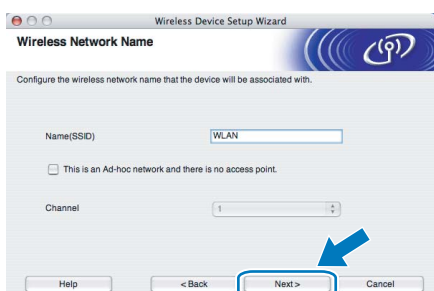 Wireless Device Setup Wizard
Wireless Network Name
Configure the wireless network name that the device will be associated with.
Name(SSID) WLAN
This is an Ad-hoc network and there is no access point.
Channel 1
Help < Back Next > Cancel